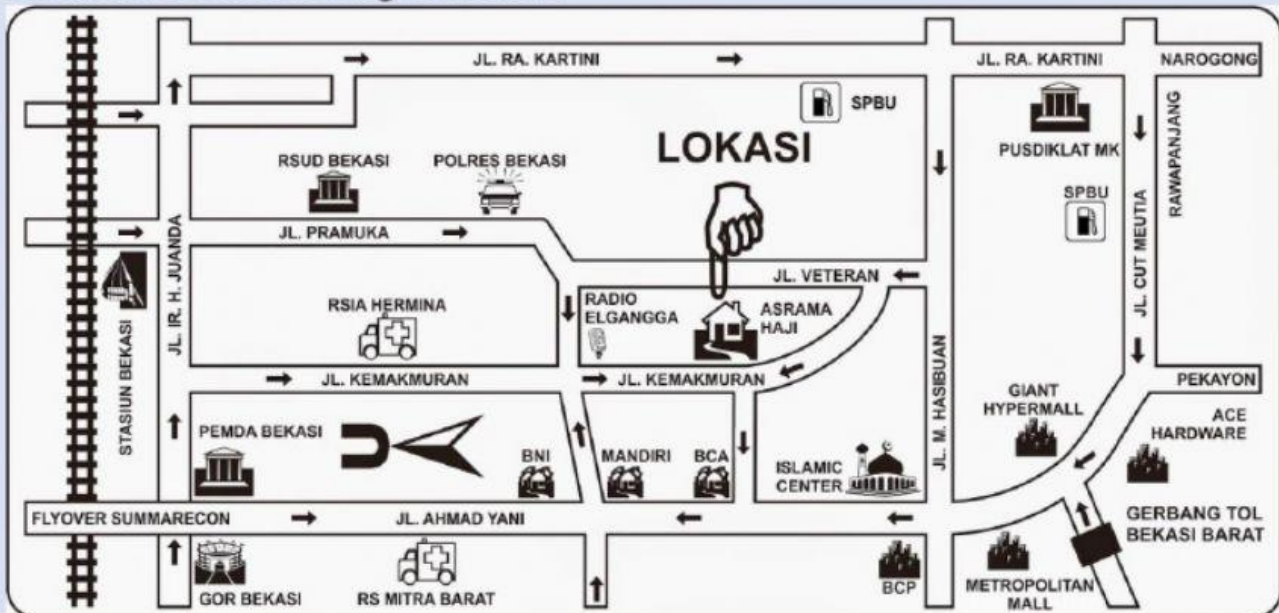 JL. RA. KARTINI
JL. RA. KARTINI
NAROGONG
SPBU
LOKASI
RSUD BEKASI
POLRES BEKASI
PUSDIKLAT MK
RAWAPANJANG
SPBU
JL. PRAMUKA
JL. IR. H. JUANDA
JL. VETERAN
JL. CUT MEUTIA
STASIUN BEKASI
RSIA HERMINA
RADIO
ELGANGGA
ASRAMA
HAJI
JL. KEMAKMURAN
JL. KEMAKMURAN
JL. M. HASIBUAN
PEKAYON
GIANT
HYPERMALL
ACE
HARDWARE
PEMDA BEKASI
U
BNI
MANDIRI
BCA
ISLAMIC
CENTER
FLYOVER SUMMARECON
JL. AHMAD YANI
GERBANG TOL
BEKASI BARAT
GOR BEKASI
RS MITRA BARAT
BCP
METROPOLITAN
MALL